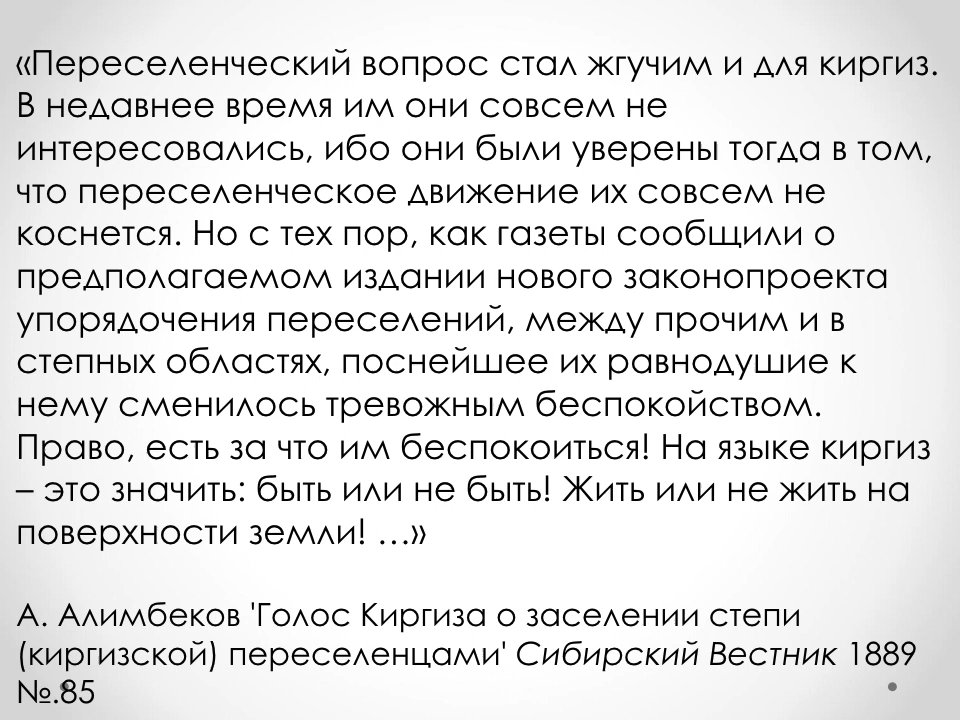 «Переселенческий вопрос стал жгучим и для киргиз.
В недавнее время им они совсем не
интересовались, ибо они были уверены тогда в том,
что переселенческое движение их совсем не
коснется. Но с тех пор, как газеты сообщили о
предполагаемом издании нового законопроекта
упорядочения переселений, между прочим и в
степных областях, поснейшее их равнодушие к
нему сменилось тревожным беспокойством.
Право, есть за что им беспокоиться! На языке киргиз
– это значить: быть или не быть! Жить или не жить на
поверхности земли! …»
А. Алимбеков 'Голос Киргиза о заселении степи
(киргизской) переселенцами' Сибирский Вестник 1889
№.85